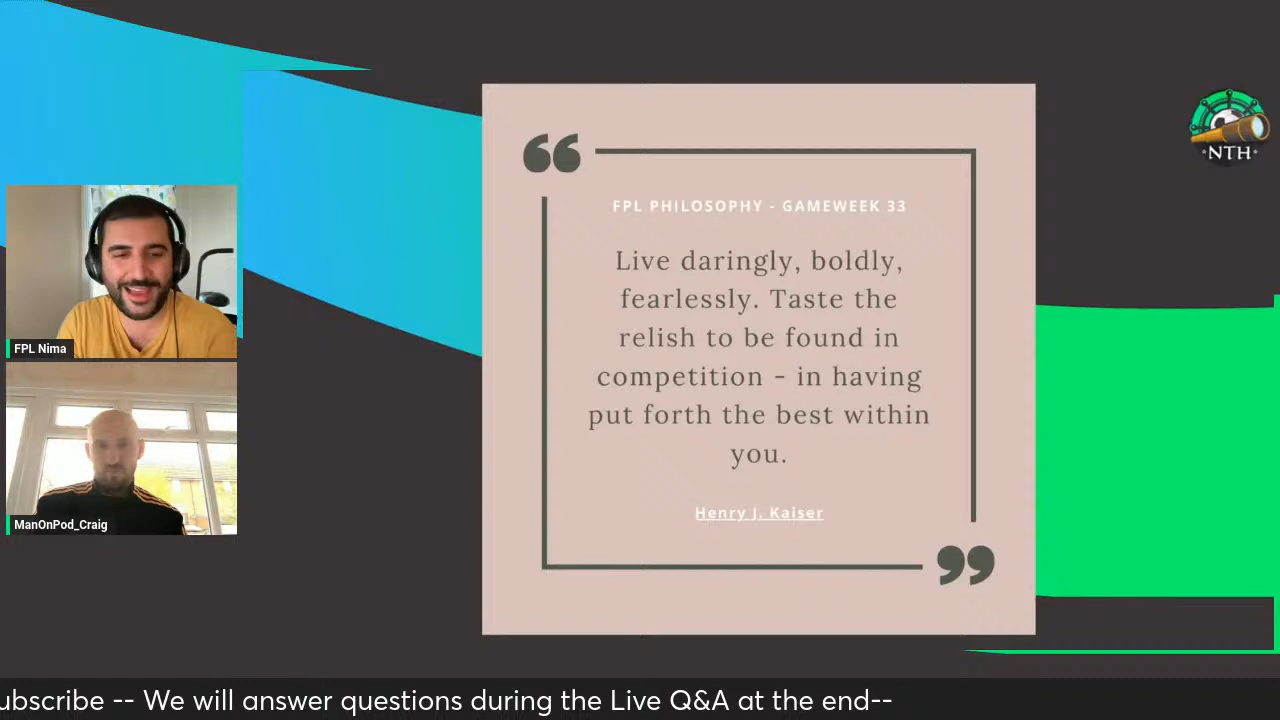 FPL PHILOSOPHY - GAMEWEEK 33
Live daringly, boldly,
fearlessly. Taste the
relish to be found in
competition - in having
put forth the best within
you.
Henry J. Kaiser
NTH
FPL Nima
ManOnPod_Craig
ubscribe -- We will answer questions during the Live Q&A at the end--